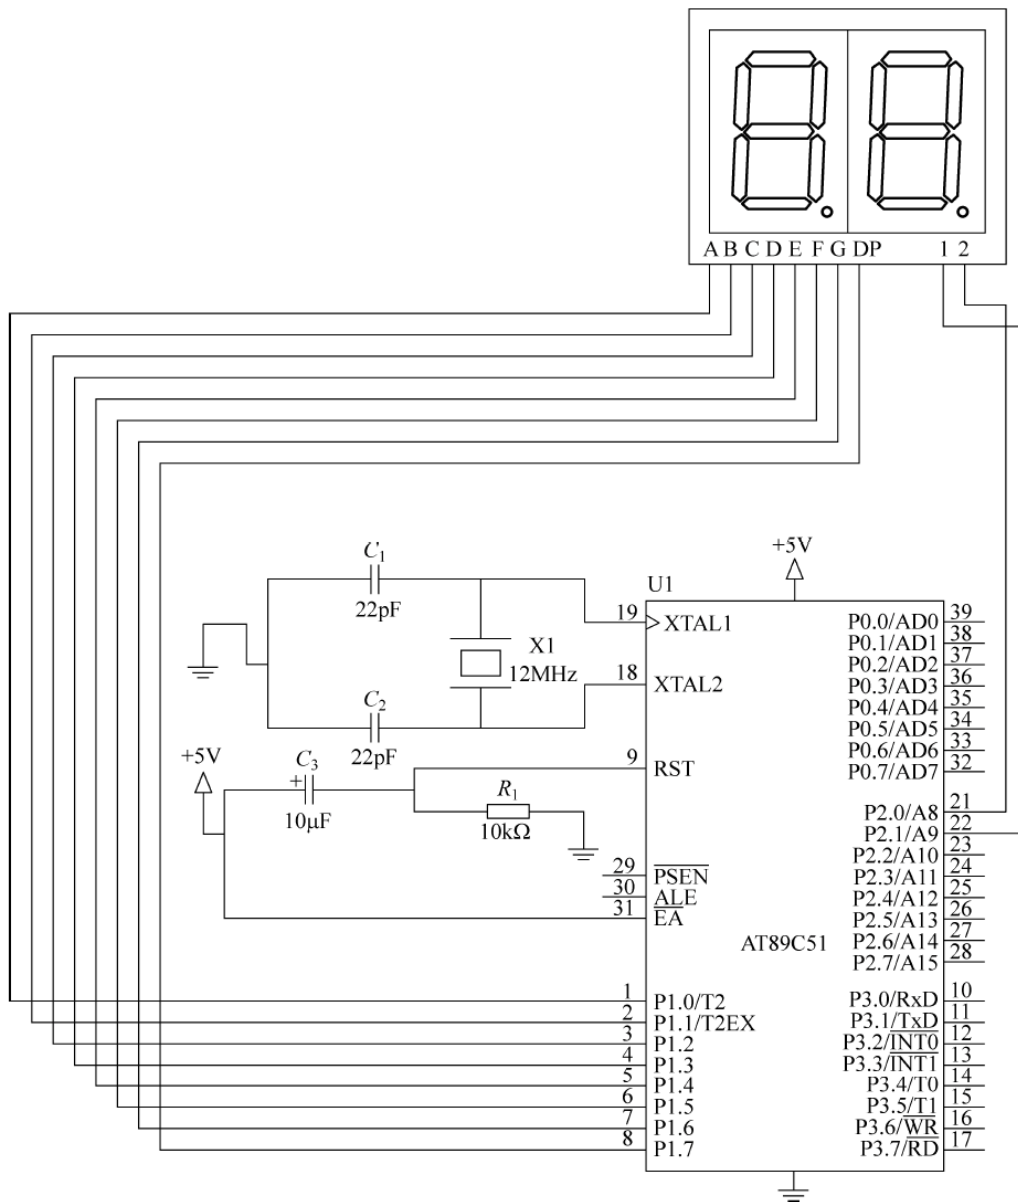 A B C D E F G DP 1 2
+5V
C1
22pF
U1
19
XTAL1
X1
12MHz
18
XTAL2
C2
22pF
+5V
C3
+
10μF
R1
10kΩ
9
RST
29
PSEN
30
ALE
31
EA
AT89C51
1
P1.0/T2
2
P1.1/T2EX
3
P1.2
4
P1.3
5
P1.4
6
P1.5
7
P1.6
8
P1.7
P0.0/AD0
39
P0.1/AD1
38
P0.2/AD2
37
P0.3/AD3
36
P0.4/AD4
35
P0.5/AD5
34
P0.6/AD6
33
P0.7/AD7
32
P2.0/A8
21
P2.1/A9
22
P2.2/A10
23
P2.3/A11
24
P2.4/A12
25
P2.5/A13
26
P2.6/A14
27
P2.7/A15
28
P3.0/RxD
10
P3.1/TxD
11
P3.2/INT0
12
P3.3/INT1
13
P3.4/T0
14
P3.5/T1
15
P3.6/WR
16
P3.7/RD
17